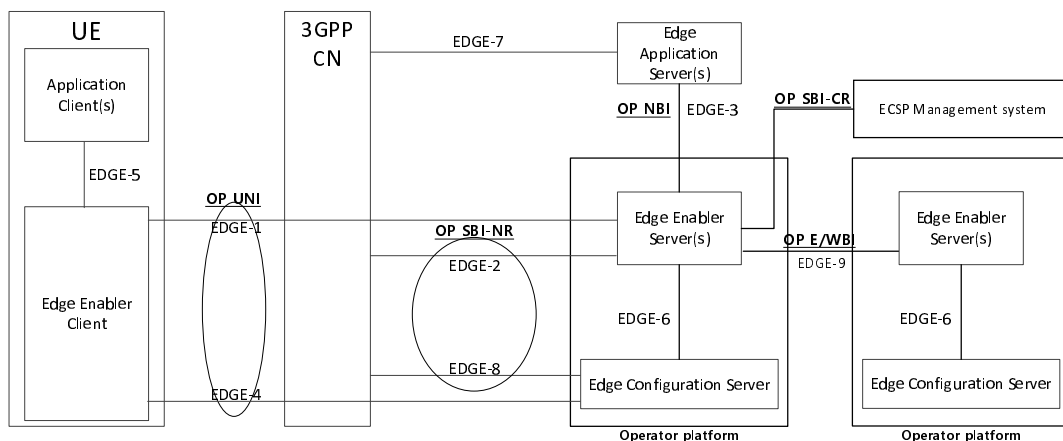 UE
Application
Client(s)
EDGE-5
Edge Enabler
Client
3GPP
CN
EDGE-7
Edge
Application
Server(s)
OP NBI
EDGE-3
OP SBI-CR
ECSP Management system
OP UNI
EDGE-1
OP SBI-NR
EDGE-2
EDGE-8
EDGE-4
Edge Enabler
Server(s)
EDGE-6
Edge Configuration Server
Operator platform
OP E/WBI
EDGE-9
Edge Enabler
Server(s)
EDGE-6
Edge Configuration Server
Operator platform